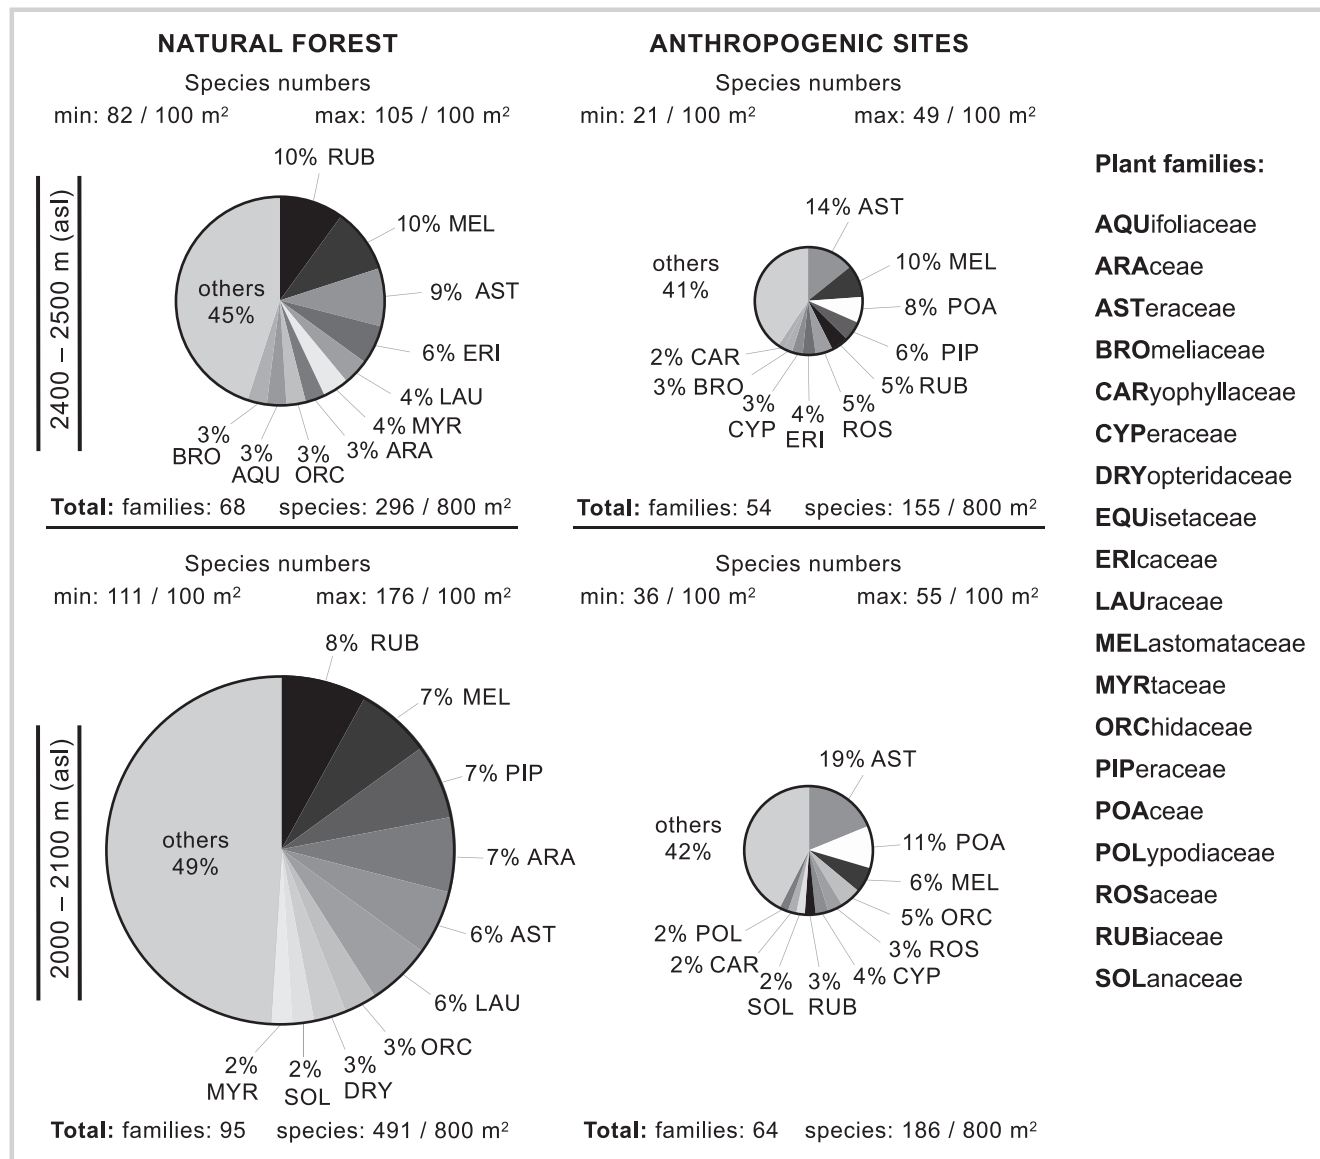 NATURAL FOREST
Species numbers
min: 82 / 100 m² max: 105 / 100 m²
2400 – 2500 m (asl)
10% RUB
10% MEL
9% AST
6% ERI
4% LAU
4% MYR
3% ARA
3%
ORC
3%
AQU
3%
BRO
others
45%
Total: families: 68 species: 296 / 800 m²
ANTHROPOGENIC SITES
Species numbers
min: 21 / 100 m² max: 49 / 100 m²
14% AST
10% MEL
8% POA
6% PIP
5% RUB
5%
ROS
4%
ERI
3%
CYP
3% BRO
2% CAR
others
41%
Total: families: 54 species: 155 / 800 m²
Species numbers
min: 111 / 100 m² max: 176 / 100 m²
2000 – 2100 m (asl)
8% RUB
7% MEL
7% PIP
7% ARA
6% AST
6% LAU
3% ORC
3%
DRY
2%
SOL
2%
MYR
others
49%
Total: families: 95 species: 491 / 800 m²
Species numbers
min: 36 / 100 m² max: 55 / 100 m²
19% AST
11% POA
6% MEL
5% ORC
3% ROS
4% CYP
3%
RUB
2%
SOL
2% CAR
2% POL
others
42%
Total: families: 64 species: 186 / 800 m²
Plant families:
AQUifoliaceae
ARAceae
ASTeraceae
BROmeliaceae
CARyophyllaceae
CYPeraceae
DRYopteridaceae
EQUisetaceae
ERIcaceae
LAUraceae
MELastomataceae
MYRtaceae
ORChidaceae
PIPeraceae
POAceae
POLypodiaceae
ROSaceae
RUBiaceae
SOLanaceae